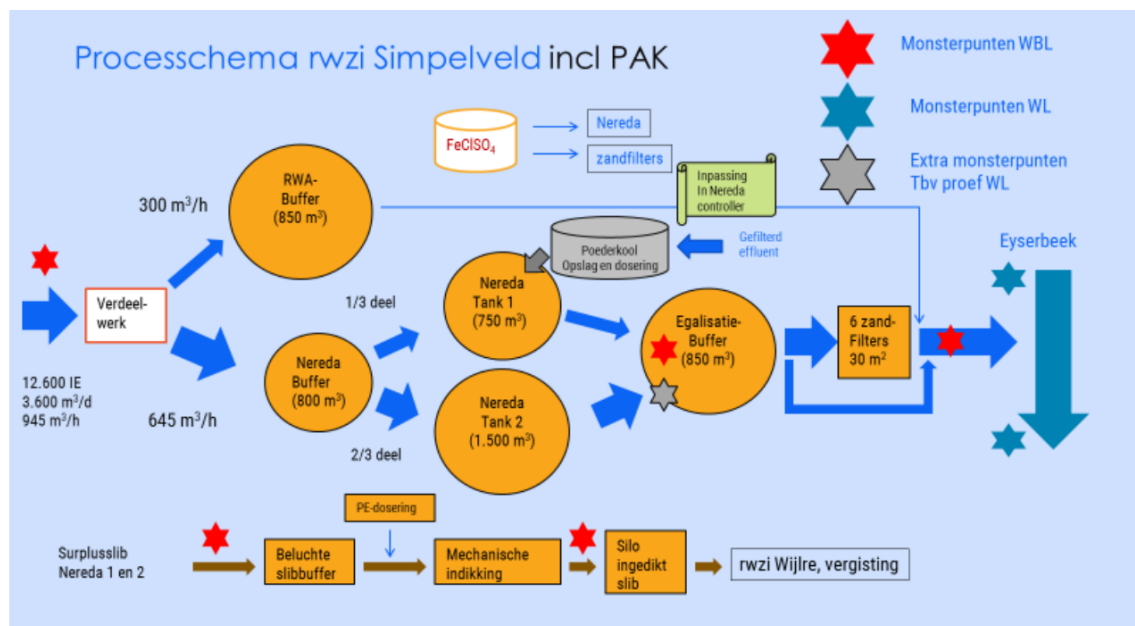 Processchema rwzi Simpelveld incl PAK
Monsterpunten WBL
Monsterpunten WL
Extra monsterpunten
Tbv proef WL
FeClSO₄
Nereda
zandfilters
Inpassing
In Nereda
controller
RWA-
Buffer
(850 m³)
300 m³/h
Poederkool
Opslag en dosering
Gefilterd
effluent
Eyserbeek
Verdeel-
werk
1/3 deel
Nereda
Tank 1
(750 m³)
Egalisatie-
Buffer
(850 m³)
6 zand-
Filters
30 m²
12.600 IE
3.600 m³/d
945 m³/h
645 m³/h
Nereda
Buffer
(800 m³)
Nereda
Tank 2
(1.500 m³)
2/3 deel
PE-dosering
Surplusslib
Nereda 1 en 2
Beluchte
slibbuffer
Mechanische
indikking
Silo
ingedikt
slib
rwzi Wijlre, vergisting